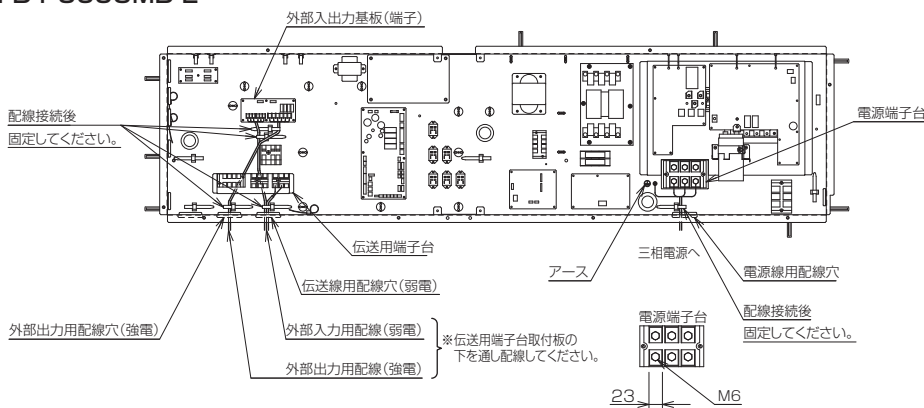 外部入出力基板(端子)
配線接続後
固定してください。
電源端子台
伝送用端子台
アース
三相電源へ
電源線用配線穴
伝送線用配線穴(弱電)
配線接続後
固定してください。
外部出力用配線穴(強電)
外部入力用配線(弱電)
外部出力用配線(強電)
※伝送用端子台取付板の
下を通し配線してください。
電源端子台
23
M6